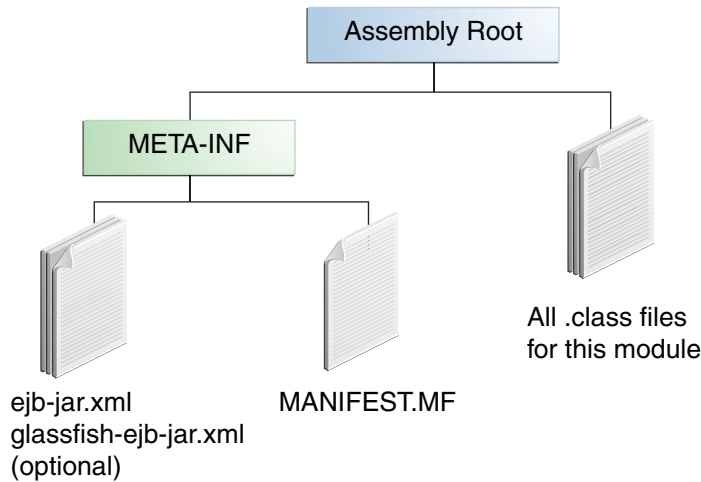 Assembly Root
META-INF
All .class files
for this module
ejb-jar.xml
glassfish-ejb-jar.xml
(optional)
MANIFEST.MF